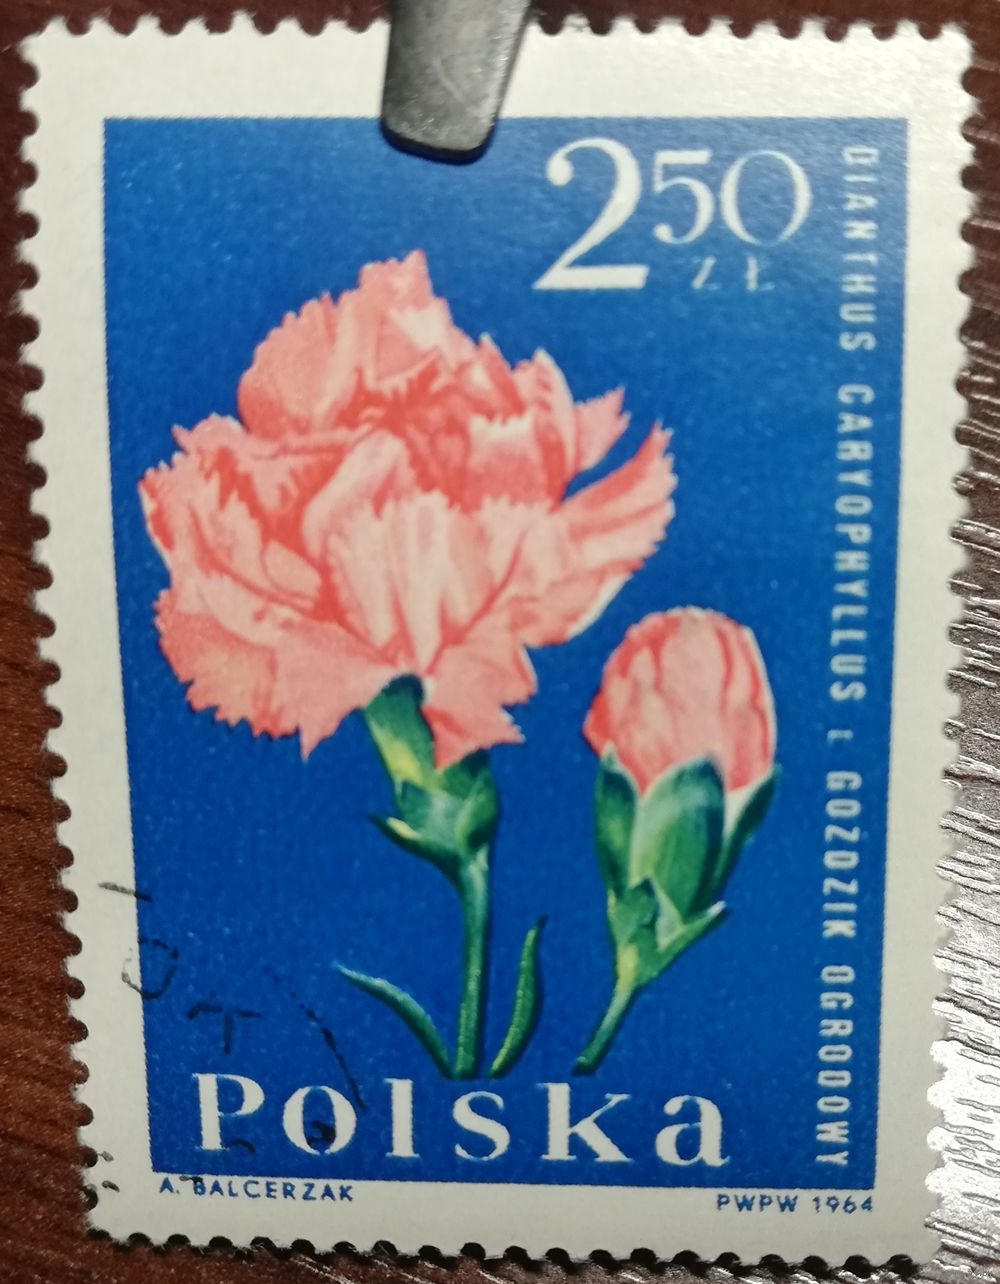 2 50
ZŁ
DIANTHUS CARYOPHYLLUS L. GOŹDZIK OGRODOWY
Polska
A. BALCERZAK
PWPW 1964